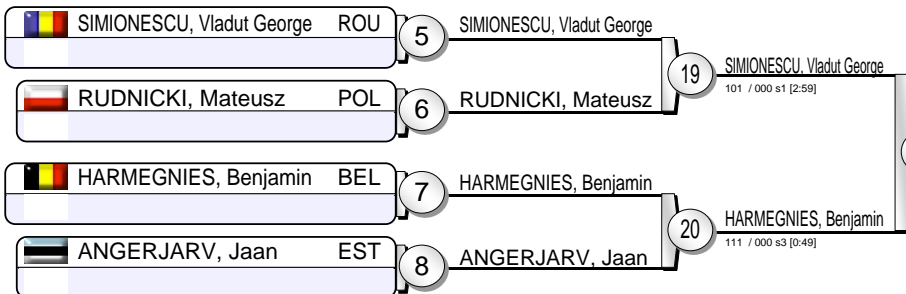 SIMIONESCU, Vladut George ROU
5
SIMIONESCU, Vladut George
19
SIMIONESCU, Vladut George
101 / 000 s1 [2:59]
RUDNICKI, Mateusz POL
6
RUDNICKI, Mateusz
HARMEGNIES, Benjamin BEL
7
HARMEGNIES, Benjamin
20
HARMEGNIES, Benjamin
111 / 000 s3 [0:49]
ANGERJARV, Jaan EST
8
ANGERJARV, Jaan